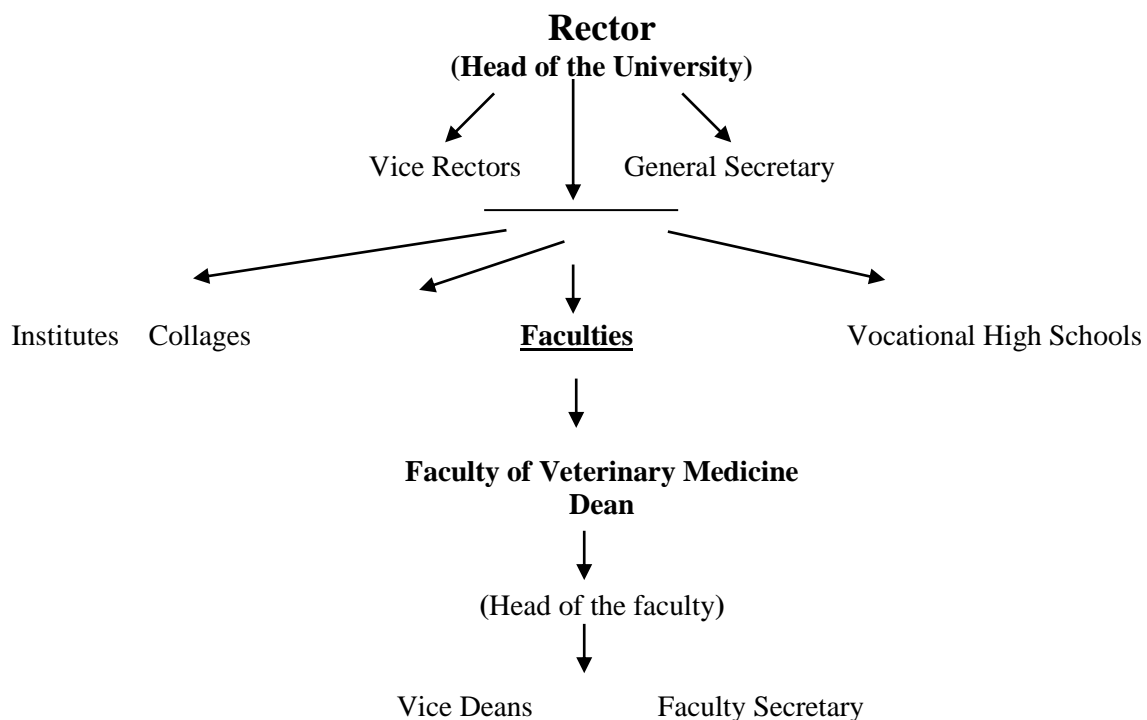 Rector
(Head of the University)
Vice Rectors General Secretary
Institutes Collages Faculties Vocational High Schools
Faculty of Veterinary Medicine
Dean
(Head of the faculty)
Vice Deans Faculty Secretary